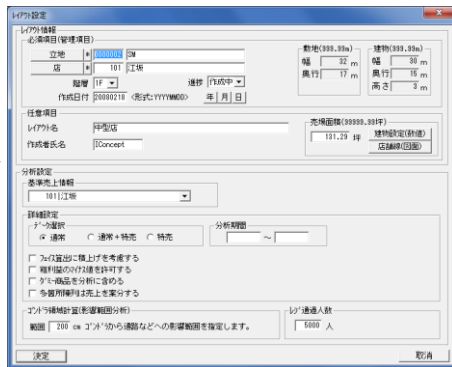 レイアウト設定
レイアウト情報
必須項目(管理項目)
立地 * 0000002 SM
店 * 101 江坂
階層 1F 進捗 作成中
作成日付 20080218 <形式:YYYYMMDD> 年 月 日
敷地(999.99m)
幅 32 m
奥行 17 m
建物(999.99m)
幅 30 m
奥行 15 m
高さ 3 m
任意項目
レイアウト名 中型店
作成者氏名 IConcept
売場面積(99999.99坪)
131.29 坪
建物設定(数値)
店舗線(図面)
分析設定
基準売上情報
101 江坂
詳細設定
データ選択
通常 通常+特売 特売
分析期間
~
フェイス算出に積上げを考慮する
粗利益のマイナス値を許可する
ダミー商品を分析に含める
多箇所陳列は売上を案分する
ゴンドラ領域計算(影響範囲分析)
範囲 200 cm ゴンドラから通路などへの影響範囲を指定します。
レジ通過人数
5000 人
決定
取消